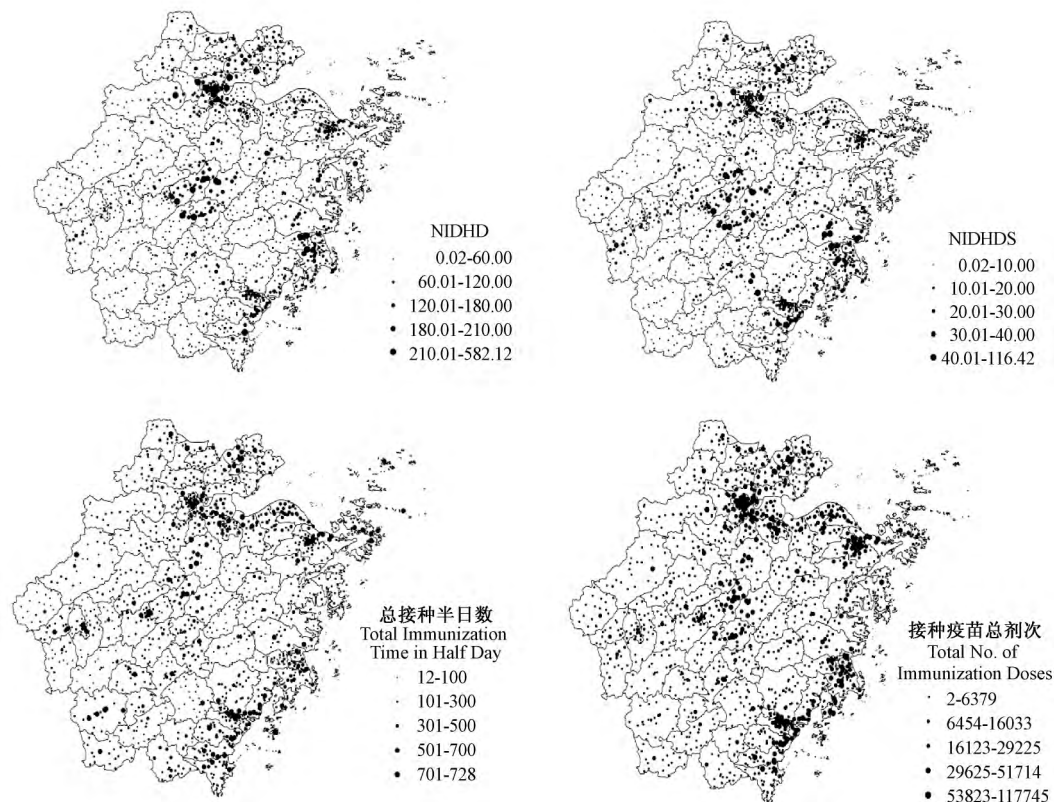 NIDHD
0.02-60.00
60.01-120.00
120.01-180.00
180.01-210.00
210.01-582.12
NIDHDS
0.02-10.00
10.01-20.00
20.01-30.00
30.01-40.00
40.01-116.42
总接种半日数
Total Immunization
Time in Half Day
12-100
101-300
301-500
501-700
701-728
接种疫苗总剂次
Total No. of
Immunization Doses
2-6379
6454-16033
16123-29225
29625-51714
53823-117745